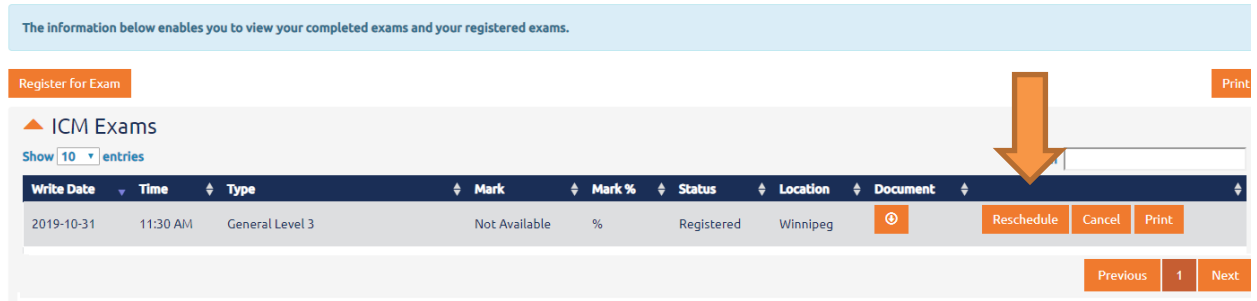 The information below enables you to view your completed exams and your registered exams.
Register for Exam Print
ICM Exams
Show 10 entries
Write Date Time Type Mark Mark % Status Location Document
2019-10-31 11:30 AM General Level 3 Not Available % Registered Winnipeg Reschedule Cancel Print
Previous 1 Next